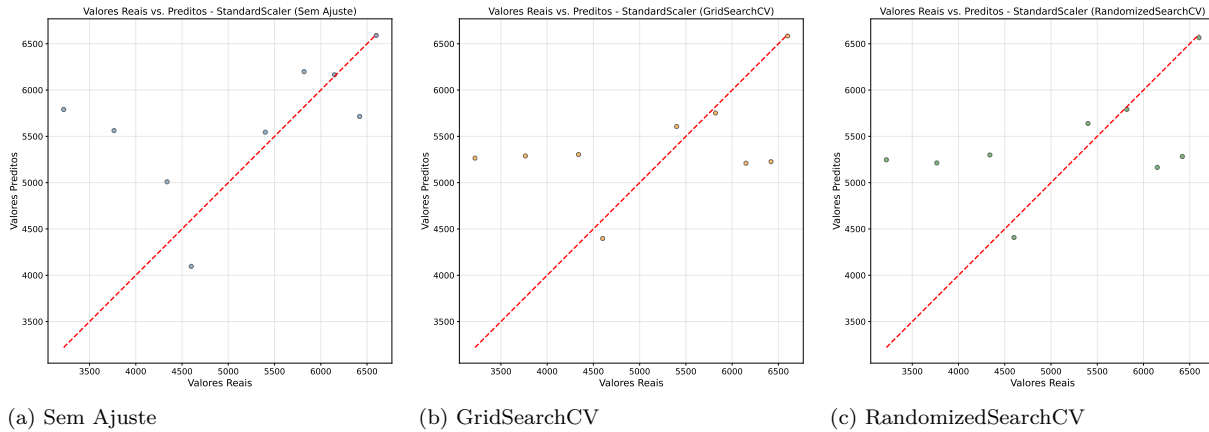 Valores Reais vs. Preditos - StandardScaler (Sem Ajuste)
6500
6000
5500
5000
4500
4000
3500
Valores Preditos
3500 4000 4500 5000 5500 6000 6500
Valores Reais
(a) Sem Ajuste
Valores Reais vs. Preditos - StandardScaler (GridSearchCV)
6500
6000
5500
5000
4500
4000
3500
Valores Preditos
3500 4000 4500 5000 5500 6000 6500
Valores Reais
(b) GridSearchCV
Valores Reais vs. Preditos - StandardScaler (RandomizedSearchCV)
6500
6000
5500
5000
4500
4000
3500
Valores Preditos
3500 4000 4500 5000 5500 6000 6500
Valores Reais
(c) RandomizedSearchCV